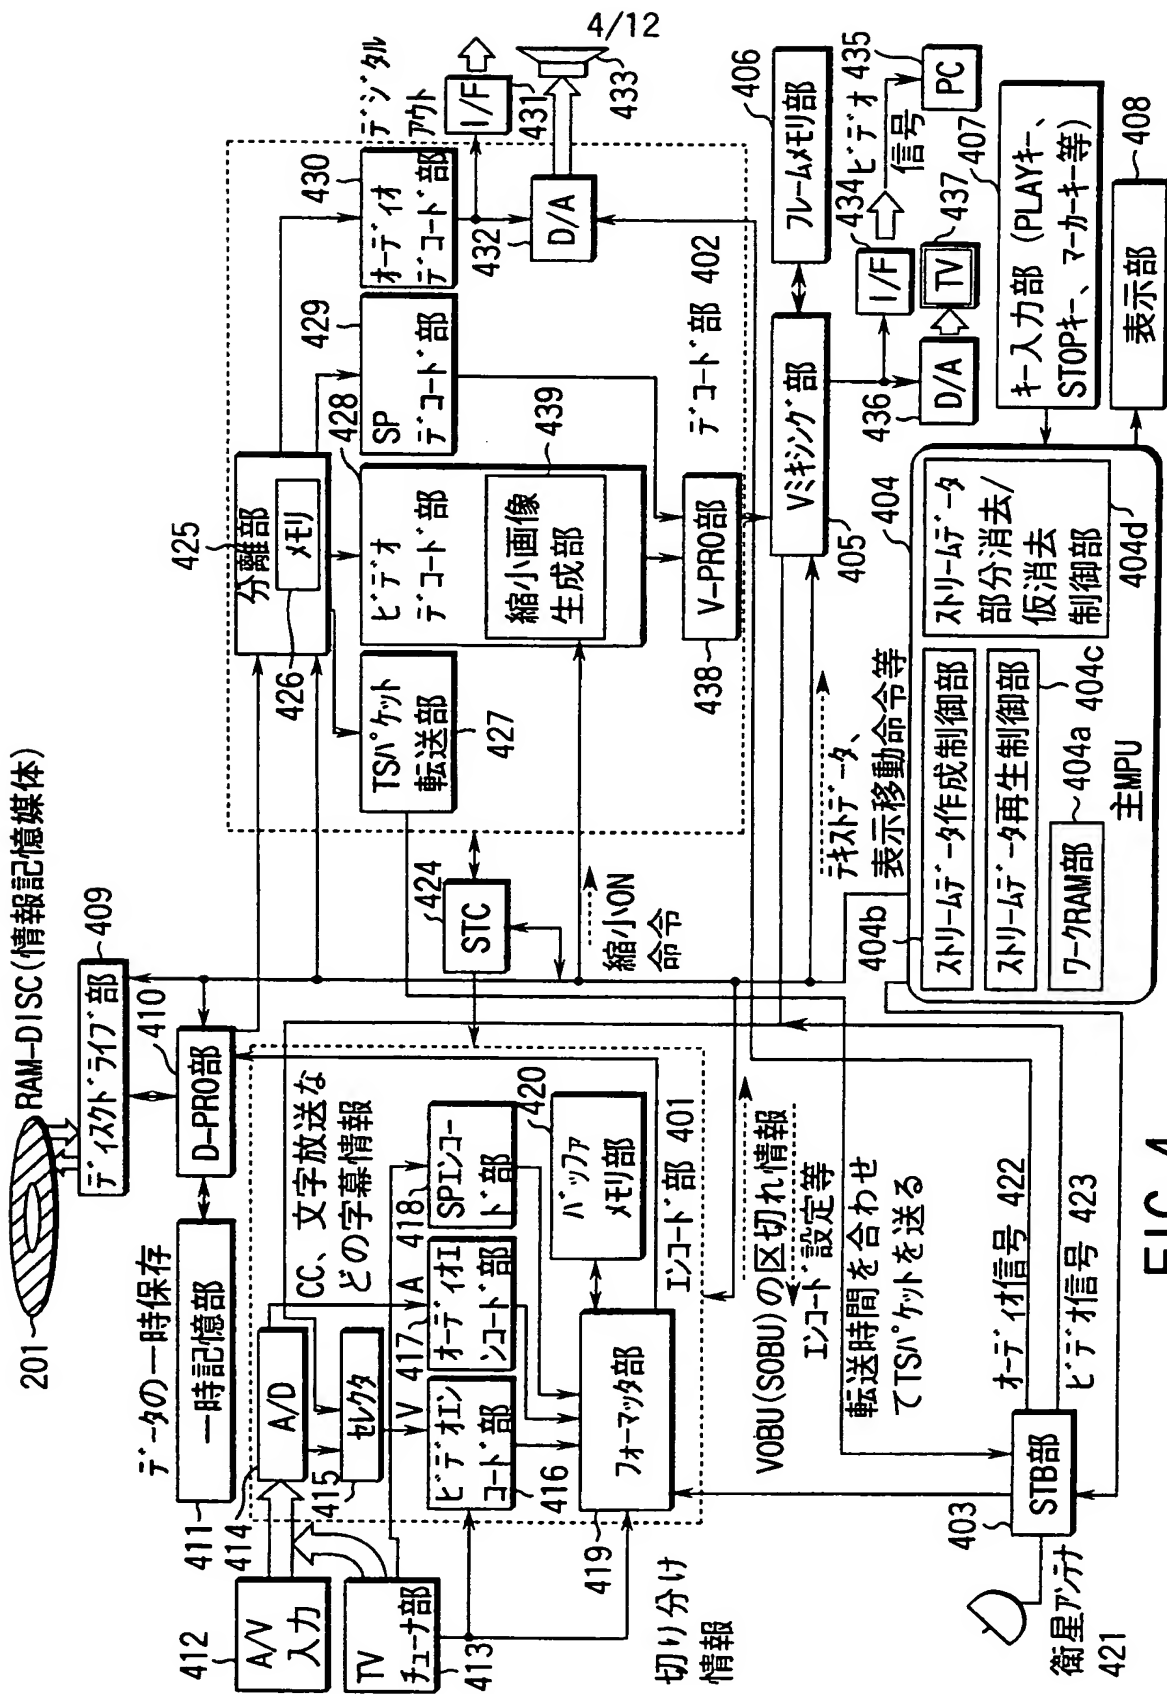 4/12
RAM-DISC(情報記憶媒体)
201
ディスクドライブ部
409
データの一時保存
一時記憶部
411
D-PRO部
410
A/V
入力
412
TV
チューナ部
413
A/D
414
CC、文字放送な
どの字幕情報
セレクタ
415
V
A
ビデオエン
コード部
416
オーディオエ
ンコード部
417
SPエンコー
ド部
418
フォーマッタ部
419
バッファ
メモリ部
420
エンコード部 401
切り分け
情報
STC
424
縮小ON
命令
分離部
425
メモリ
426
TSパケット
転送部
427
ビデオ
デコード部
428
縮小画像
生成部
439
SP
デコード部
429
オーディオ
デコード部
430
V-PRO部
438
デコード部 402
D/A
432
デジタル
アウト
I/F
431
433
VOBU(SOBU)の区切れ情報
エンコード設定等
転送時間を合わせ
てTSパケットを送る
オーディオ信号 422
ビデオ信号 423
STB部
403
衛星アンテナ
421
テキストデータ、
表示移動命令等
Vミキシング部
405
フレームメモリ部
406
I/F
434
ビデオ
信号
PC
435
D/A
436
TV
437
キー入力部 (PLAYキー、
STOPキー、マーカーキー等)
407
表示部
408
404
ストリームデータ作成制御部
404b
ストリームデータ再生制御部
404c
ワークRAM部
404a
ストリームデータ
部分消去/
仮消去
制御部
404d
主MPU
FIG. 4